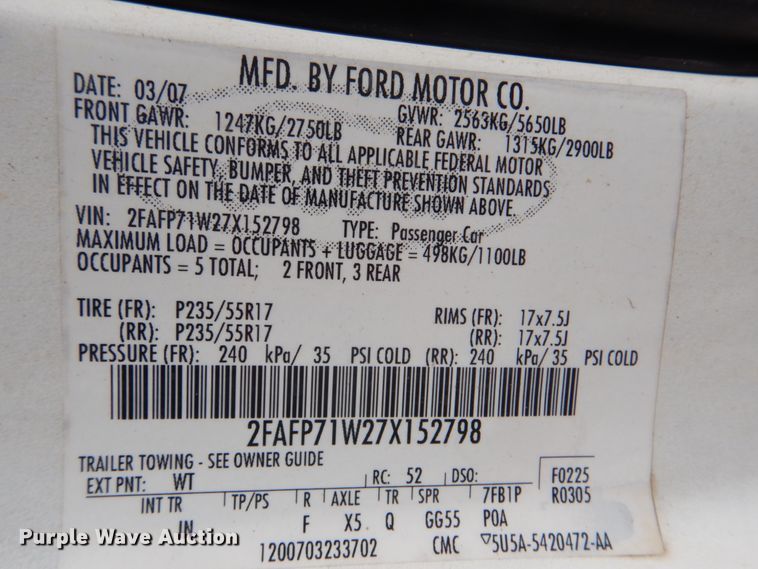 MFD. BY FORD MOTOR CO.
DATE: 03/07 GVWR: 2563KG/5650LB
FRONT GAWR: 1247KG/2750LB REAR GAWR: 1315KG/2900LB
THIS VEHICLE CONFORMS TO ALL APPLICABLE FEDERAL MOTOR
VEHICLE SAFETY, BUMPER, AND THEFT PREVENTION STANDARDS
IN EFFECT ON THE DATE OF MANUFACTURE SHOWN ABOVE.
VIN: 2FAFP71W27X152798 TYPE: Passenger Car
MAXIMUM LOAD = OCCUPANTS + LUGGAGE = 498KG/1100LB
OCCUPANTS = 5 TOTAL; 2 FRONT, 3 REAR
TIRE (FR): P235/55R17 RIMS (FR): 17x7.5J
(RR): P235/55R17 (RR): 17x7.5J
PRESSURE (FR): 240 kPa/ 35 PSI COLD (RR): 240 kPa/ 35 PSI COLD
2FAFP71W27X152798
TRAILER TOWING - SEE OWNER GUIDE
EXT PNT: WT RC: 52 DSO: F0225
INT TR TP/PS R AXLE TR SPR 7FB1P R0305
IN F X5 Q GG55 POA
1200703233702 CMC ▽5U5A-5420472-AA
Purple Wave Auction